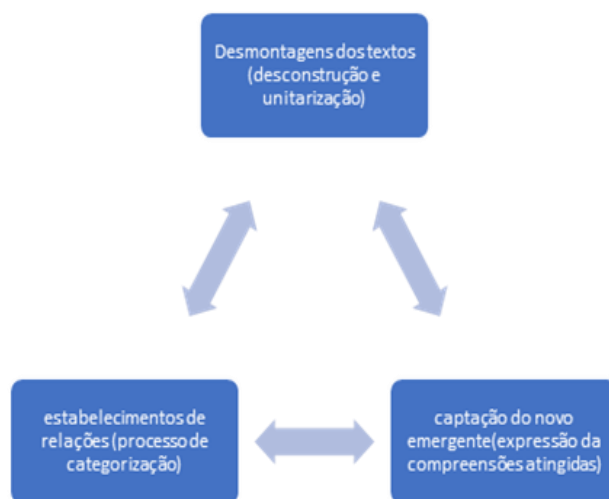 Desmontagens dos textos
(desconstrução e
unitarização)
estabelecimentos de
relações (processo de
categorização)
captação do novo
emergente(expressão da
compreensões atingidas)